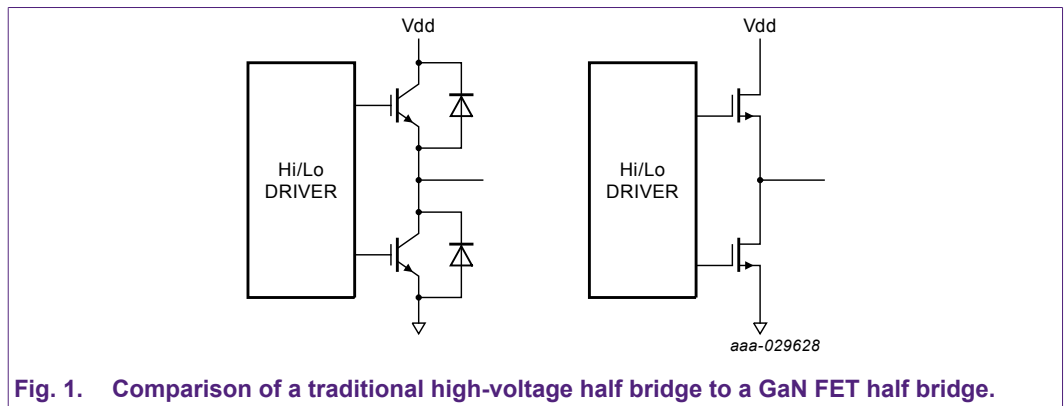 Vdd
Hi/Lo
DRIVER
Vdd
Hi/Lo
DRIVER
aaa-029628
Fig. 1. Comparison of a traditional high-voltage half bridge to a GaN FET half bridge.